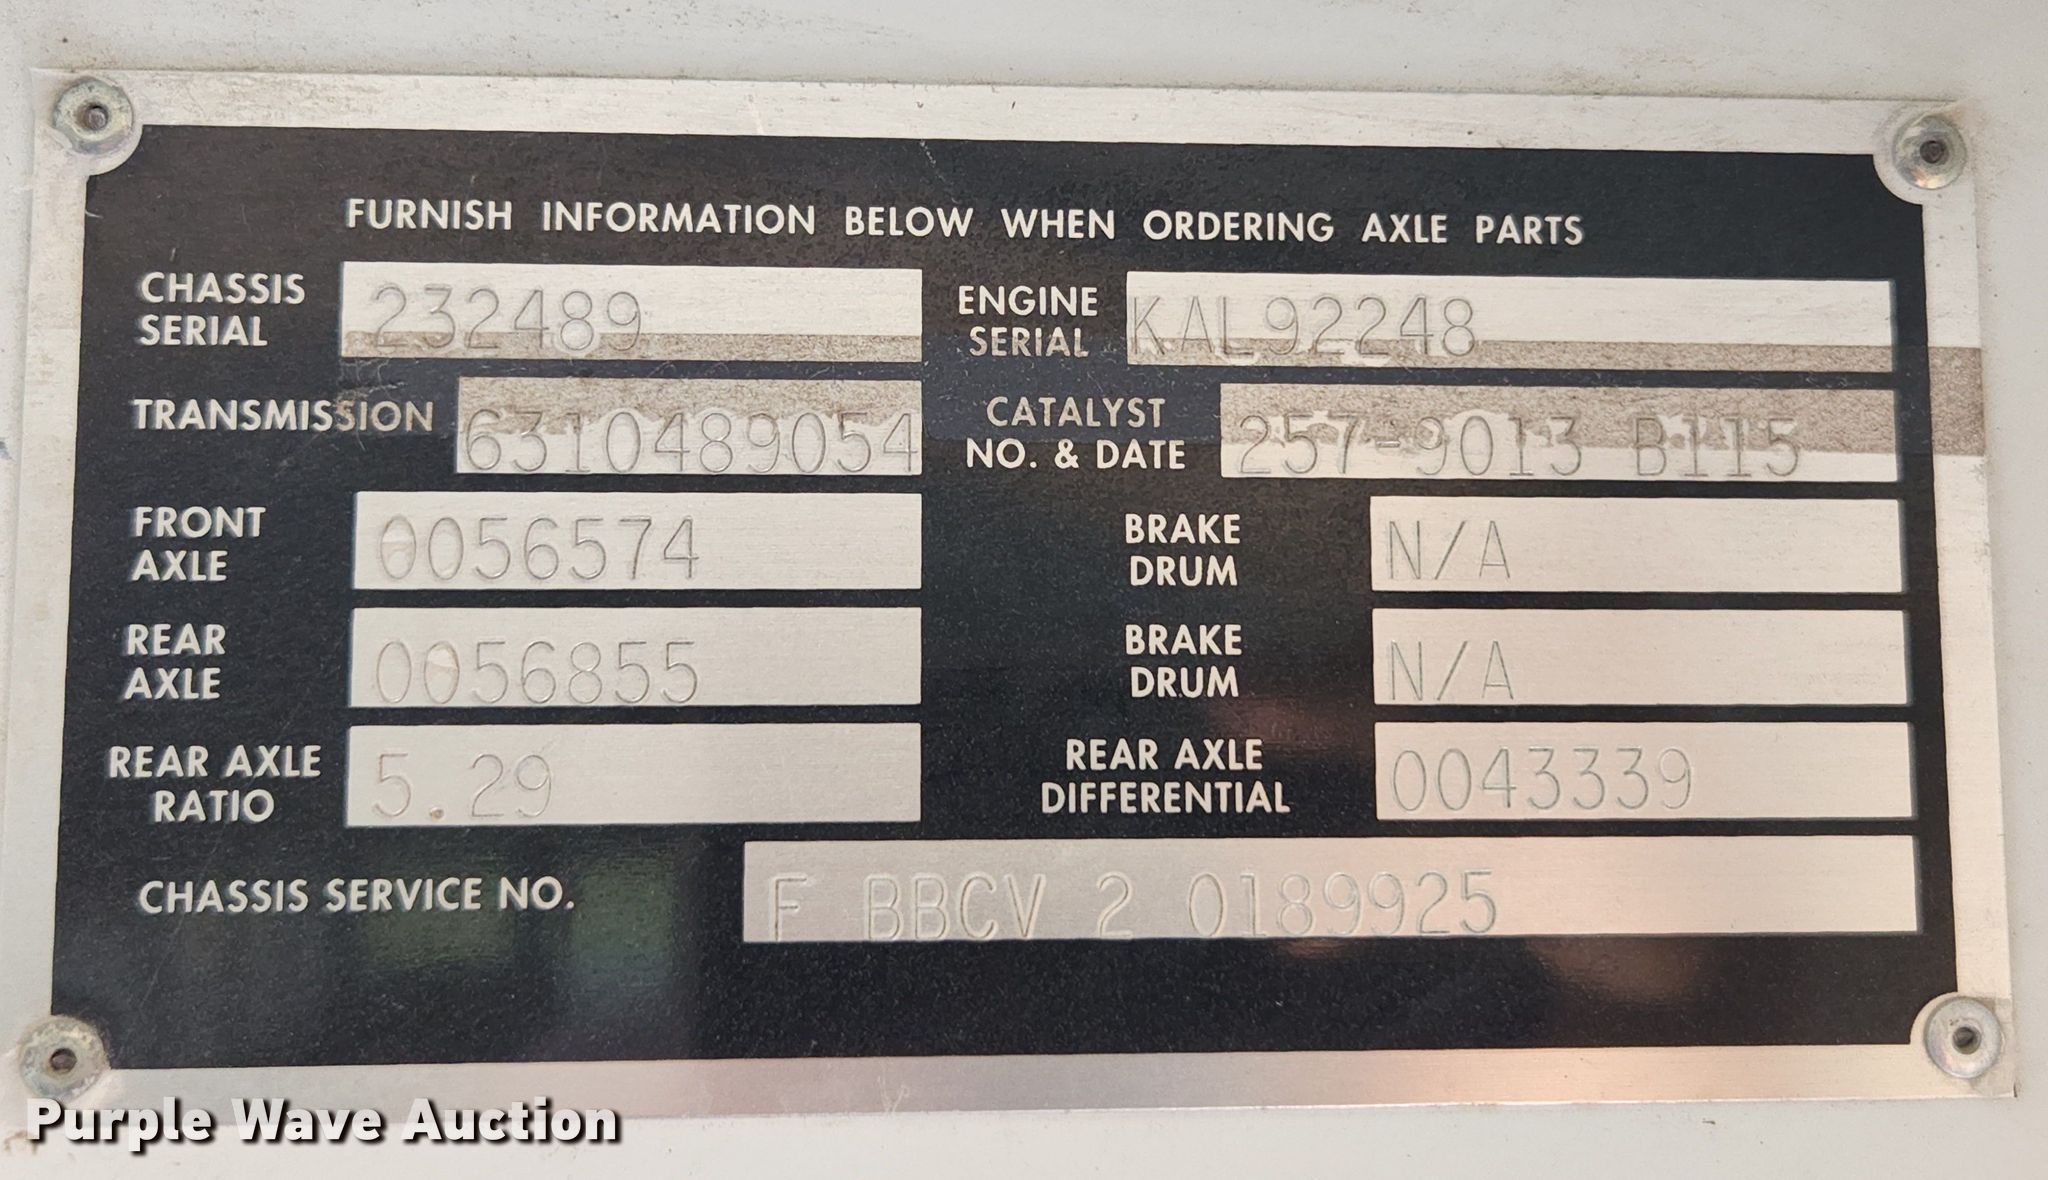 FURNISH INFORMATION BELOW WHEN ORDERING AXLE PARTS
CHASSIS SERIAL 232489
ENGINE SERIAL KAL92248
TRANSMISSION 6310489054
CATALYST NO. & DATE 257-9013 B115
FRONT AXLE 0056574
BRAKE DRUM N/A
REAR AXLE 0056855
BRAKE DRUM N/A
REAR AXLE RATIO 5.29
REAR AXLE DIFFERENTIAL 0043339
CHASSIS SERVICE NO. F BBCV 2 0189925
Purple Wave Auction